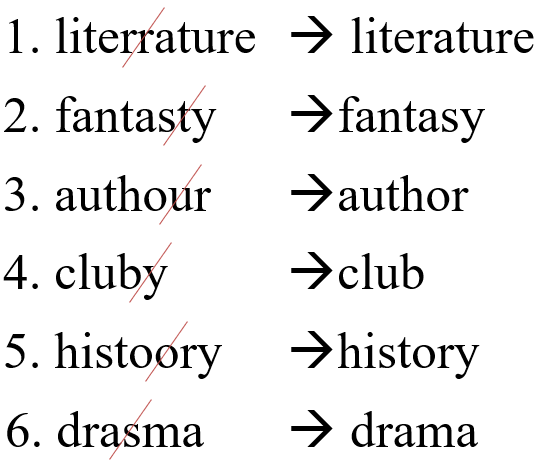 1. literrature → literature
2. fantasty → fantasy
3. authour → author
4. cluby → club
5. histoory → history
6. drasma → drama